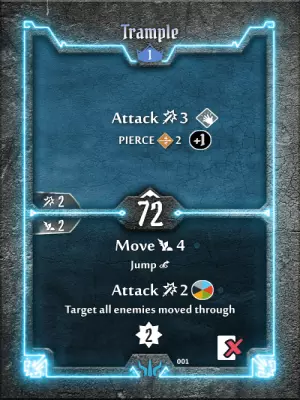 Trample
1
Attack 3
PIERCE 2 +1
2
72
2
Move 4
Jump
Attack 2
Target all enemies moved through
2
001